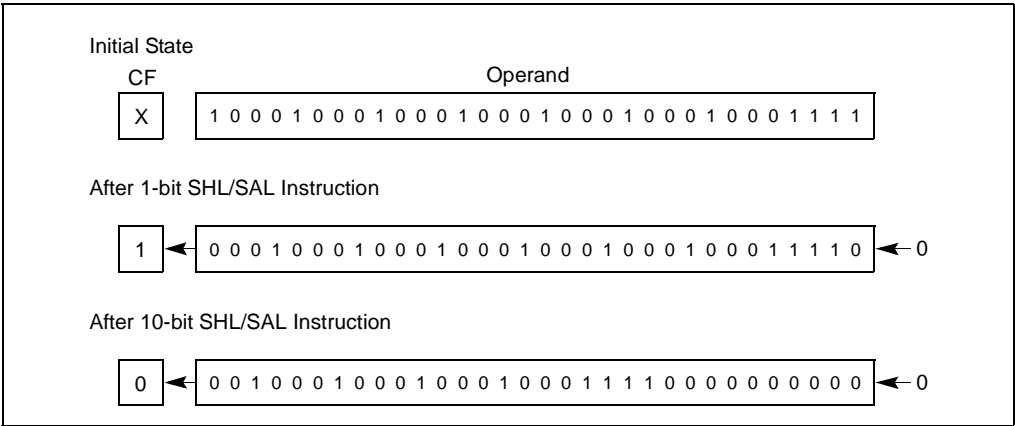 Initial State
CF Operand
X 1 0 0 0 1 0 0 0 1 0 0 0 1 0 0 0 1 0 0 0 1 0 0 0 1 0 0 0 1 1 1 1
After 1-bit SHL/SAL Instruction
1 0 0 0 1 0 0 0 1 0 0 0 1 0 0 0 1 0 0 0 1 0 0 0 1 0 0 0 1 1 1 1 0 0
After 10-bit SHL/SAL Instruction
0 0 0 1 0 0 0 1 0 0 0 1 0 0 0 1 0 0 0 1 1 1 1 0 0 0 0 0 0 0 0 0 0 0